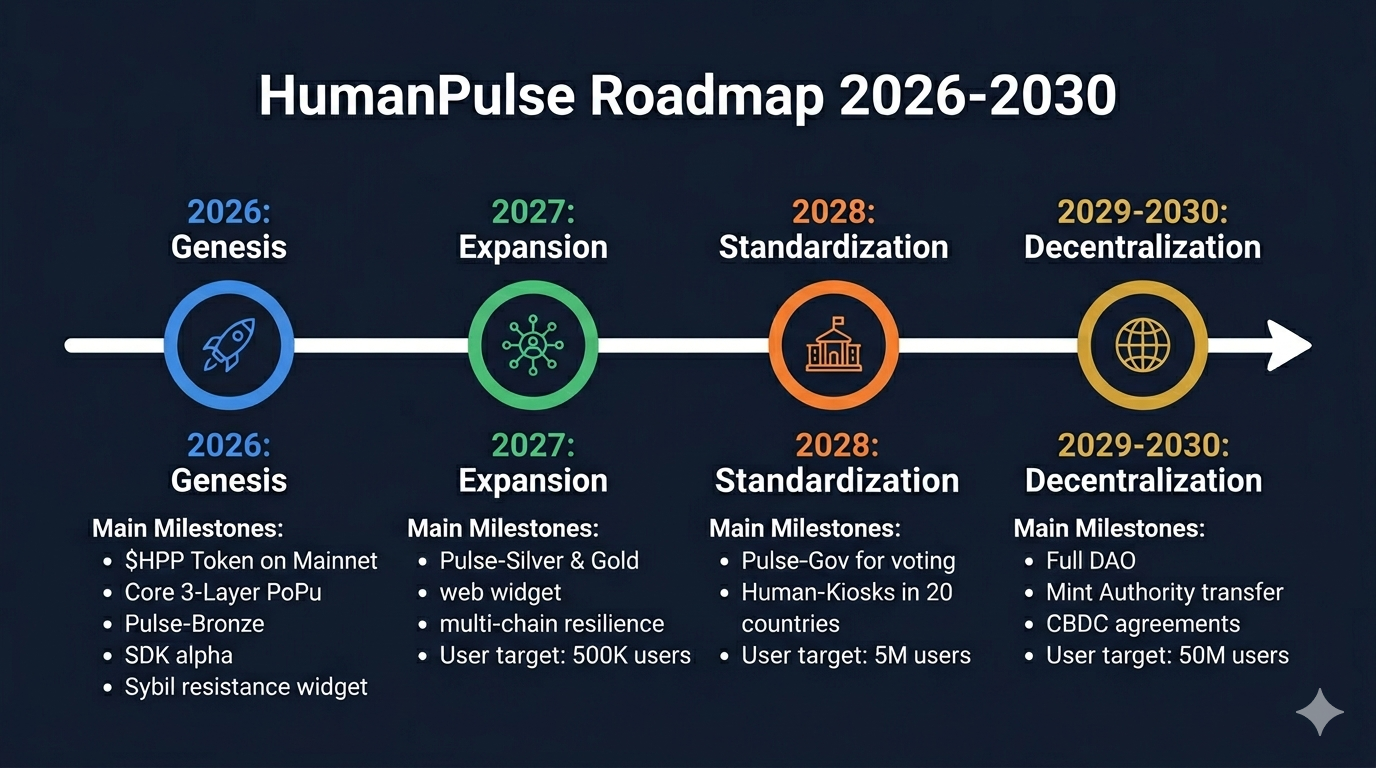 HumanPulse Roadmap 2026-2030
2026:
Genesis
2027:
Expansion
2028:
Standardization
2029-2030:
Decentralization
2026:
Genesis
Main Milestones:
• $HPP Token on Mainnet
• Core 3-Layer PoPu
• Pulse-Bronze
• SDK alpha
• Sybil resistance widget
2027:
Expansion
Main Milestones:
• Pulse-Silver & Gold
• web widget
• multi-chain resilience
• User target: 500K users
2028:
Standardization
Main Milestones:
• Pulse-Gov for voting
• Human-Kiosks in 20
countries
• User target: 5M users
2029-2030:
Decentralization
Main Milestones:
• Full DAO
• Mint Authority transfer
• CBDC agreements
• User target: 50M users